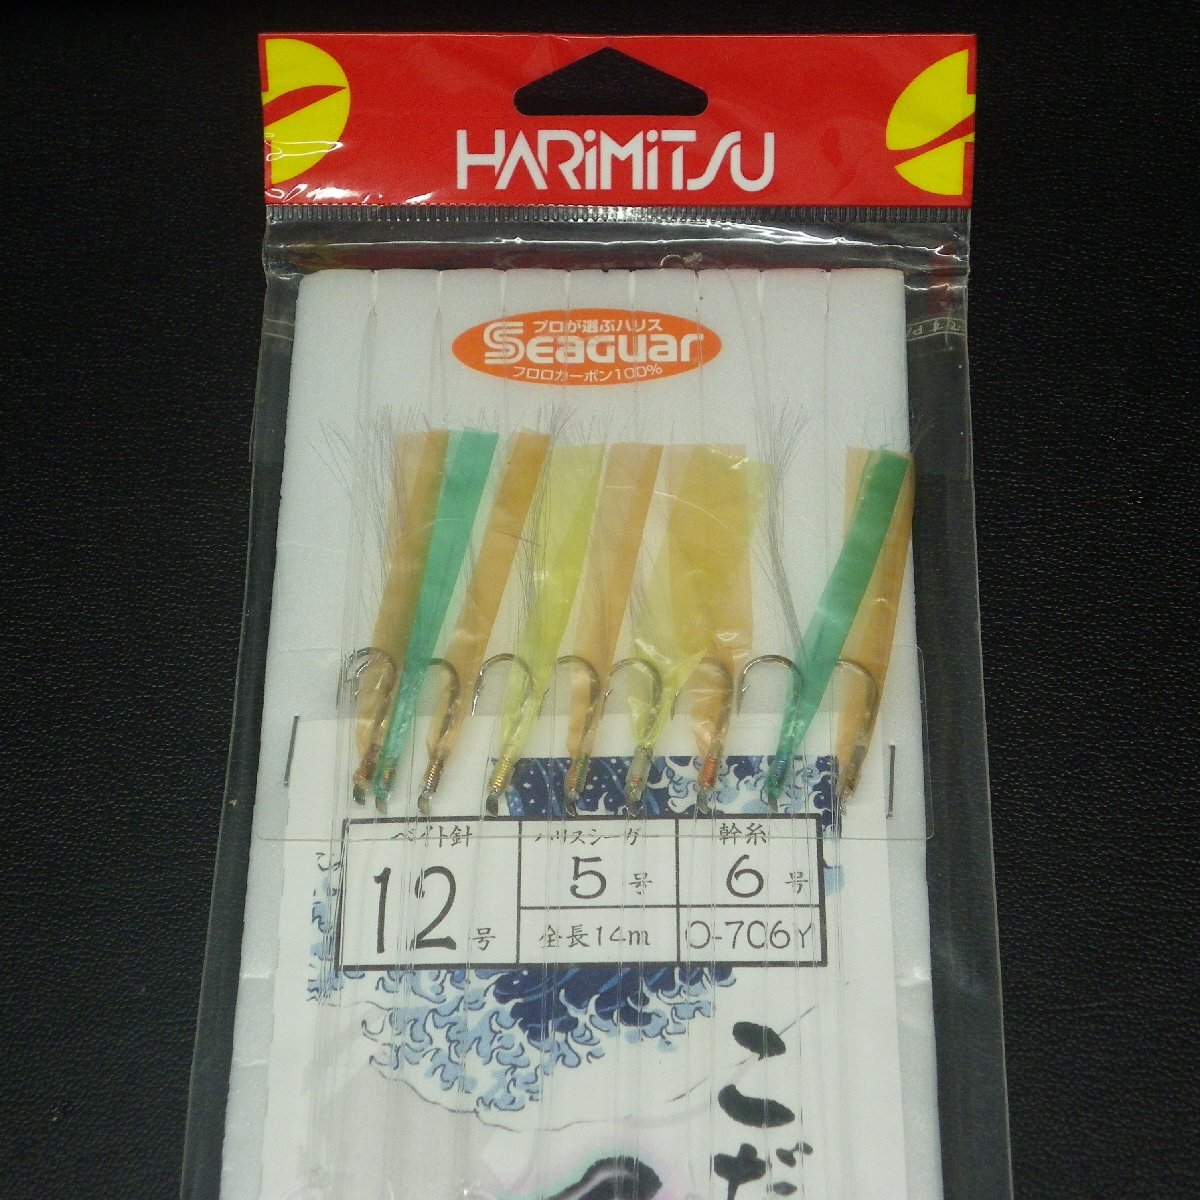 HARiMiTSU
プロが選ぶハリス
SEAGUAR
フロロカーボン100%
ベイト針
12号
ハリスシーガー
5号
幹糸
6号
全長14m
O-706Y
こだ